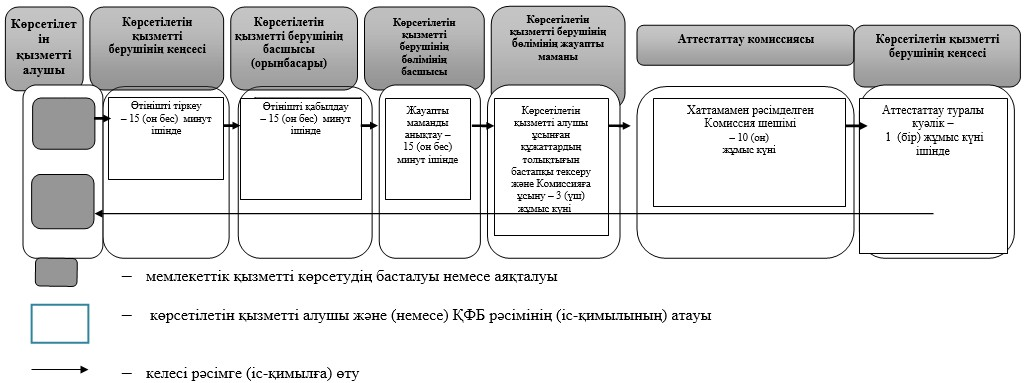 Көрсетілет
ін
қызметті
алушы
Көрсетілетін
қызметті
берушінің кеңсесі
Көрсетілетін
қызметті берушінің
басшысы
(орынбасары)
Көрсетілетін
қызметті
берушінің
бөлімінің
басшысы
Көрсетілетін
қызметті берушінің
бөлімінің жауапты
маманы
Аттестаттау комиссиясы
Көрсетілетін қызметті
берушінің кеңсесі
Өтінішті тіркеу
– 15 (он бес) минут
ішінде
Өтінішті қабылдау
– 15 (он бес) минут
ішінде
Жауапты
маманды
анықтау –
15 (он бес)
минут ішінде
Көрсетілетін
қызметті алушы
ұсынған
құжаттардың
толықтығын
бастапқы тексеру
және Комиссияға
ұсыну – 3 (үш)
жұмыс күні
Хаттамамен рәсімделген
Комиссия шешімі
– 10 (он)
жұмыс күні
Аттестаттау туралы
куәлік –
1 (бір) жұмыс күні
ішінде
– мемлекеттік қызметті көрсетудің басталуы немесе аяқталуы
– көрсетілетін қызметті алушы және (немесе) ҚФБ рәсімінің (іс-қимылының) атауы
– келесі рәсімге (іс-қимылға) өту